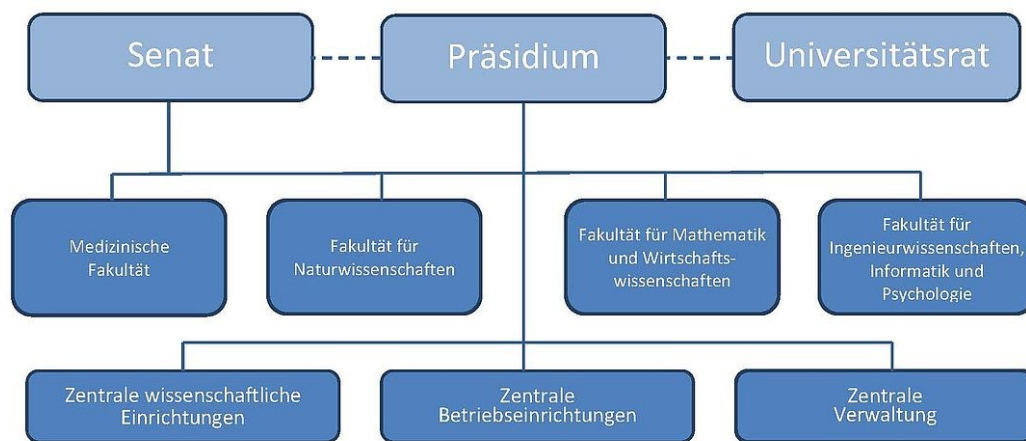 Senat
Präsidium
Universitätsrat
Medizinische
Fakultät
Fakultät für
Naturwissenschaften
Fakultät für Mathematik
und Wirtschafts-
wissenschaften
Fakultät für
Ingenieurwissenschaften,
Informatik und
Psychologie
Zentrale wissenschaftliche
Einrichtungen
Zentrale
Betriebseinrichtungen
Zentrale
Verwaltung